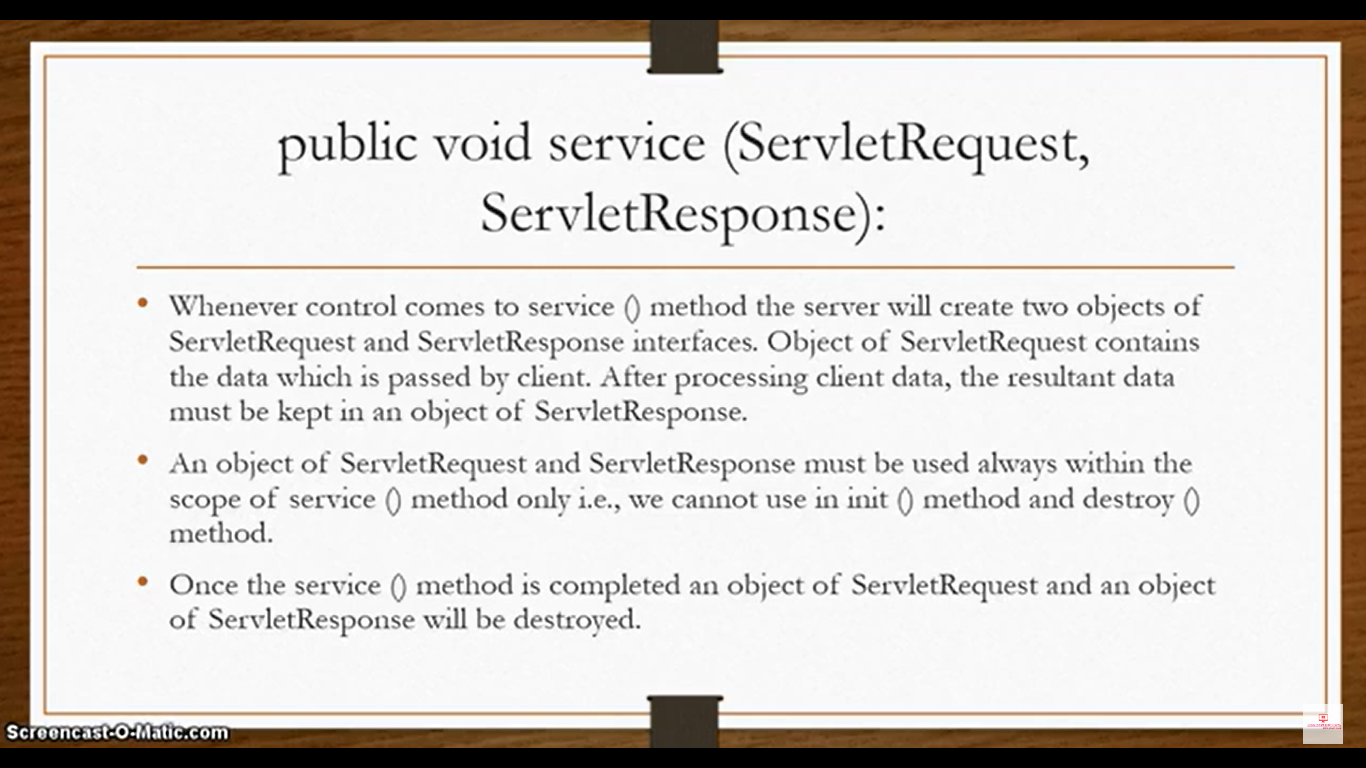 public void service (ServletRequest,
ServletResponse):
• Whenever control comes to service () method the server will create two objects of
ServletRequest and ServletResponse interfaces. Object of ServletRequest contains
the data which is passed by client. After processing client data, the resultant data
must be kept in an object of ServletResponse.
• An object of ServletRequest and ServletResponse must be used always within the
scope of service () method only i.e., we cannot use in init () method and destroy ()
method.
• Once the service () method is completed an object of ServletRequest and an object
of ServletResponse will be destroyed.
Screencast-O-Matic.com